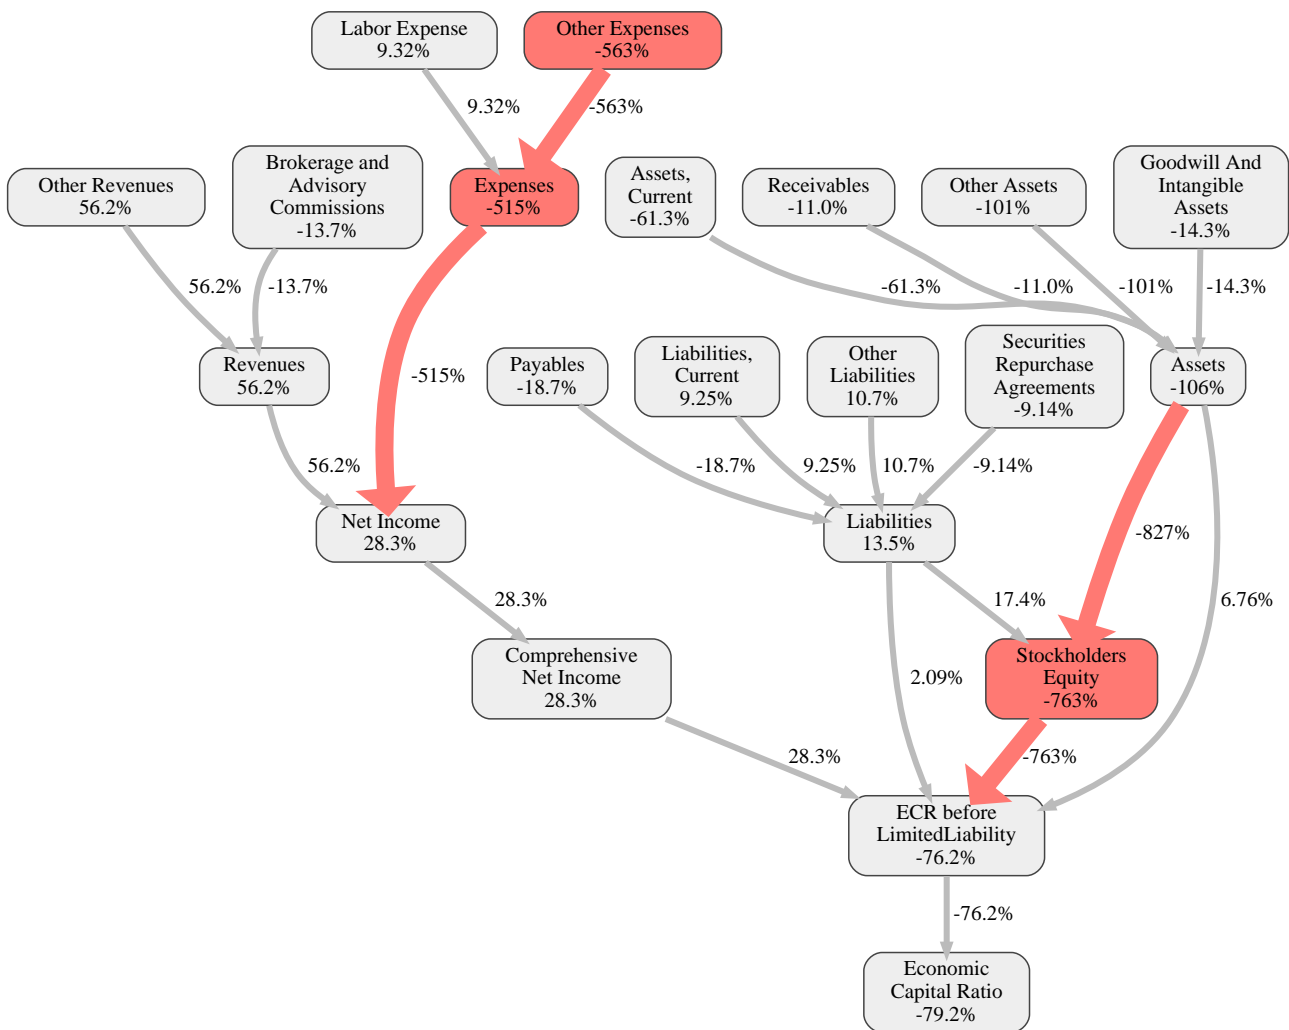 Labor Expense
9.32%
Other Expenses
-563%
9.32%
-563%
Other Revenues
56.2%
Brokerage and
Advisory
Commissions
-13.7%
Expenses
-515%
Assets,
Current
-61.3%
Receivables
-11.0%
Other Assets
-101%
Goodwill And
Intangible
Assets
-14.3%
56.2%
-13.7%
-61.3%
-11.0%
-101%
-14.3%
Revenues
56.2%
-515%
Payables
-18.7%
Liabilities,
Current
9.25%
Other
Liabilities
10.7%
Securities
Repurchase
Agreements
-9.14%
Assets
-106%
56.2%
-18.7%
9.25%
10.7%
-9.14%
Net Income
28.3%
Liabilities
13.5%
-827%
28.3%
17.4%
6.76%
Comprehensive
Net Income
28.3%
2.09%
Stockholders
Equity
-763%
28.3%
-763%
ECR before
LimitedLiability
-76.2%
-76.2%
Economic
Capital Ratio
-79.2%